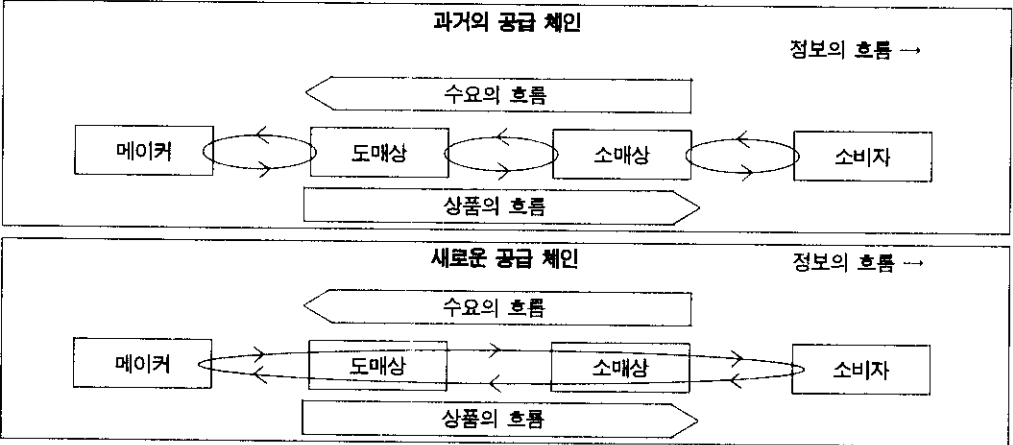 과거의 공급 체인
정보의 흐름 →
수요의 흐름
메이커 도매상 소매상 소비자
상품의 흐름
새로운 공급 체인
정보의 흐름 →
수요의 흐름
메이커 도매상 소매상 소비자
상품의 흐름